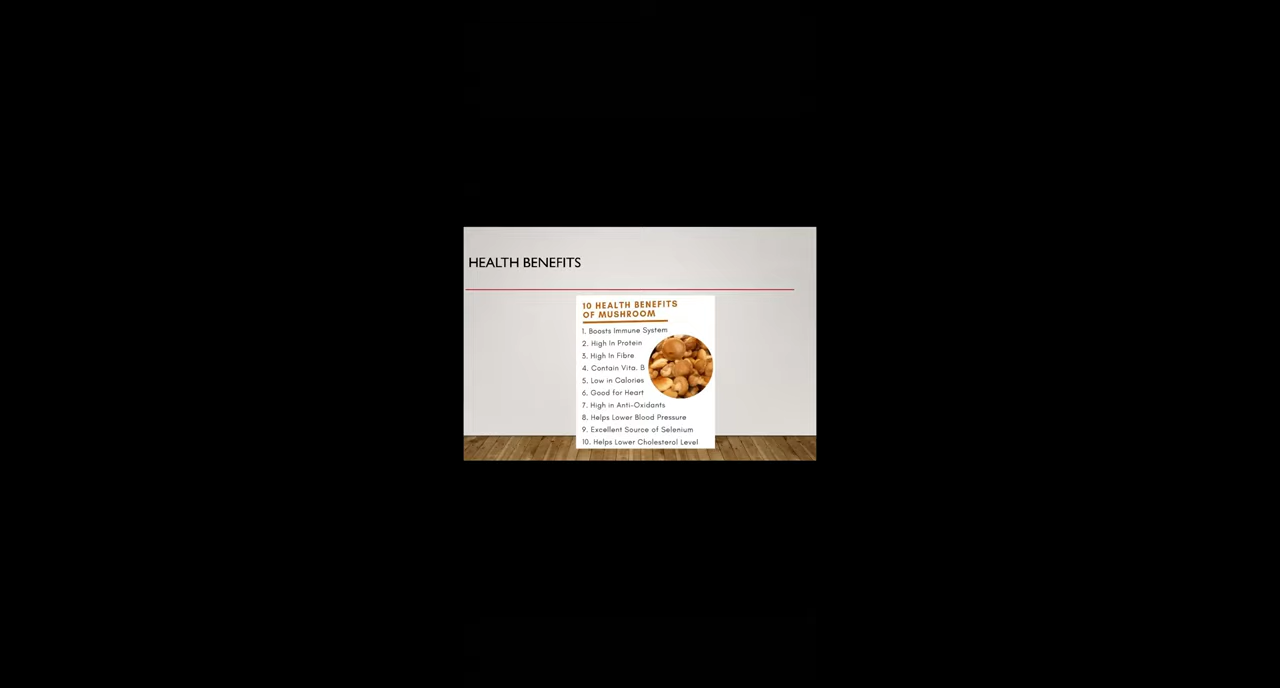 HEALTH BENEFITS
10 HEALTH BENEFITS
OF MUSHROOM
1. Boosts Immune System
2. High In Protein
3. High In Fibre
4. Contain Vita. B
5. Low in Calories
6. Good for Heart
7. High in Anti-Oxidants
8. Helps Lower Blood Pressure
9. Excellent Source of Selenium
10. Helps Lower Cholesterol Level